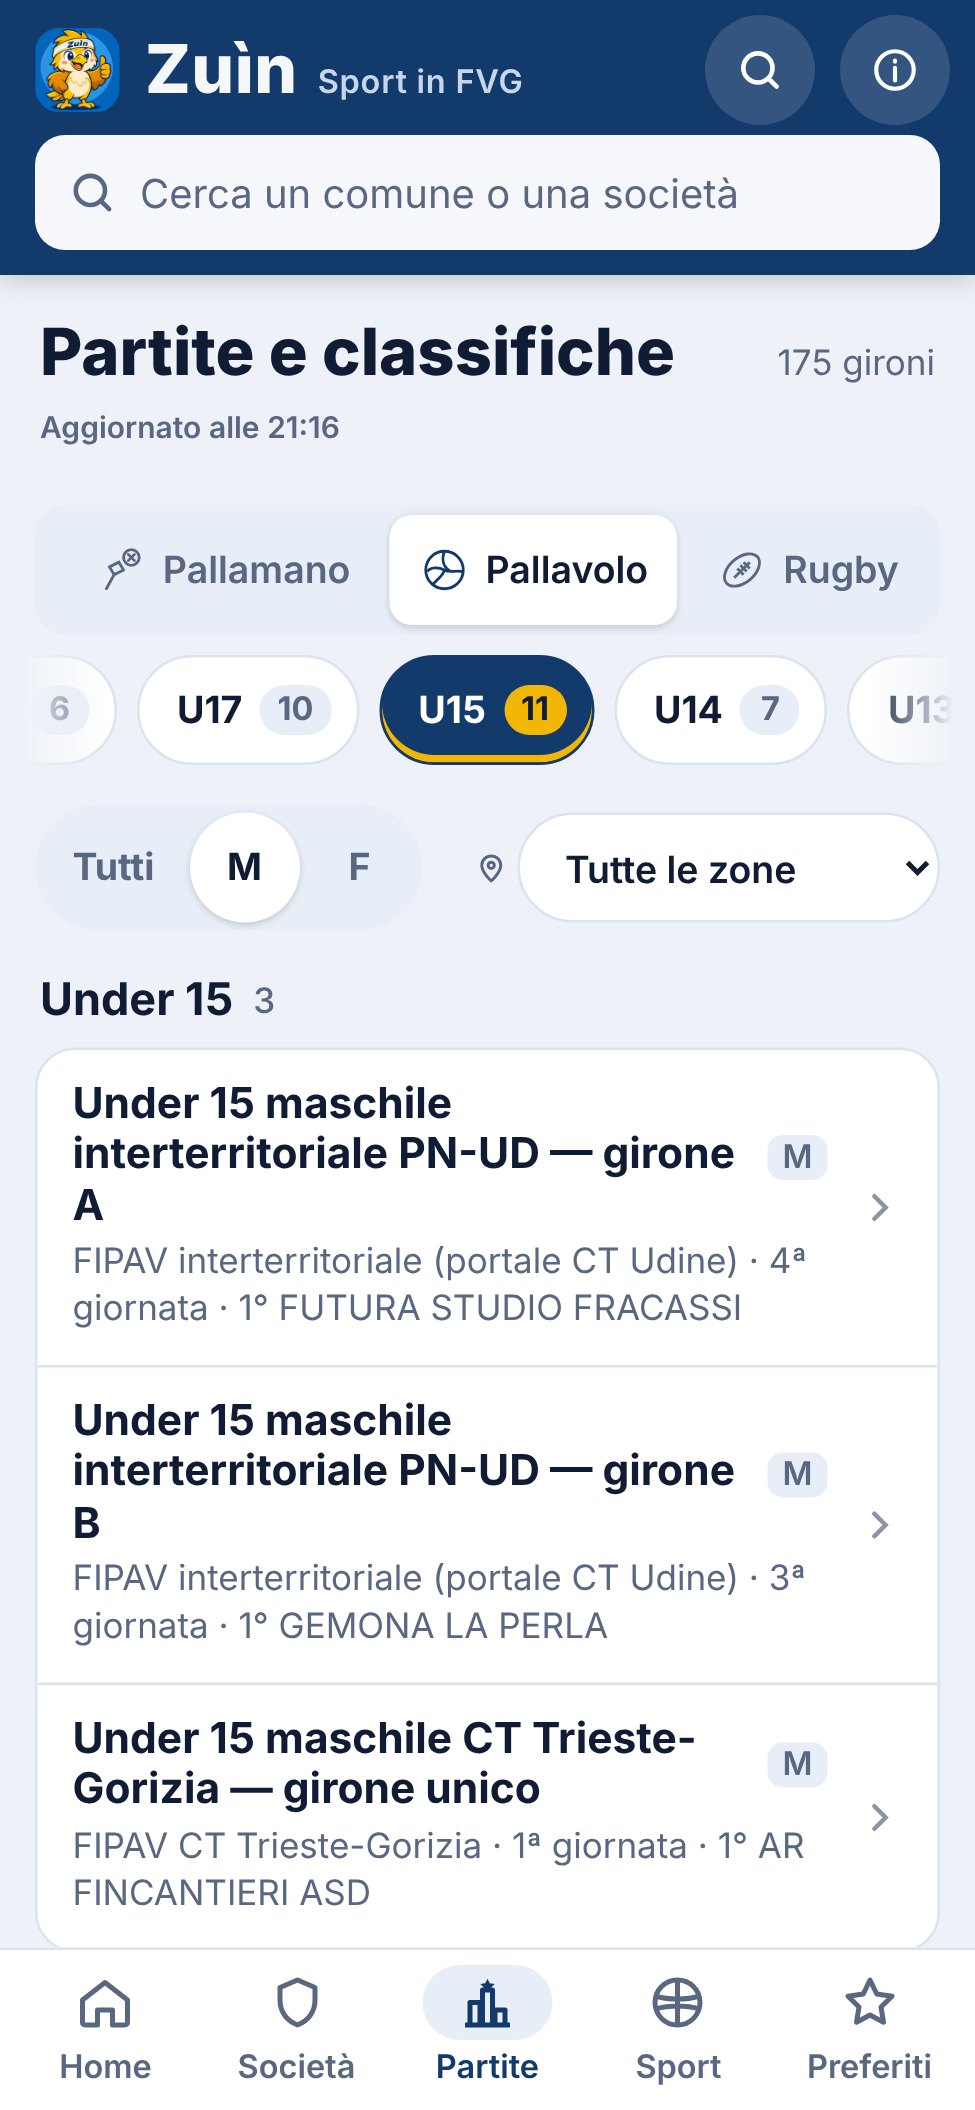 Zuìn
Zuìn Sport in FVG
Cerca un comune o una società
Partite e classifiche
175 gironi
Aggiornato alle 21:16
Pallamano
Pallavolo
Rugby
6
U17 10
U15 11
U14 7
U13
Tutti
M
F
Tutte le zone
Under 15 3
Under 15 maschile
interterritoriale PN-UD — girone
A
M
FIPAV interterritoriale (portale CT Udine) · 4ª
giornata · 1° FUTURA STUDIO FRACASSI
Under 15 maschile
interterritoriale PN-UD — girone
B
M
FIPAV interterritoriale (portale CT Udine) · 3ª
giornata · 1° GEMONA LA PERLA
Under 15 maschile CT Trieste-
Gorizia — girone unico
M
FIPAV CT Trieste-Gorizia · 1ª giornata · 1° AR
FINCANTIERI ASD
Home
Società
Partite
Sport
Preferiti